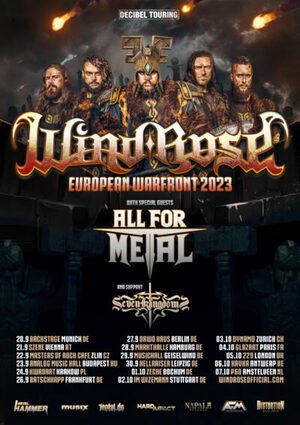 DECIBEL TOURING
WIND ROSE
EUROPEAN WARFRONT 2023
WITH SPECIAL GUESTS
ALL FOR
METAL
AND SUPPORT
Seven Kingdoms
20.9 BACKSTAGE MUNICH DE
21.9 SZENE VIENNA AT
22.9 MASTERS OF ROCK CAFE ZLIN CZ
23.9 ANALOG MUSIC HALL BUDAPEST HU
24.9 KWADRAT KRAKOW PL
26.9 BATSCHKAPP FRANKFURT DE
27.9 ORWO HAUS BERLIN DE
28.9 MARKTHALLE HAMBURG DE
29.9 MUSICHALL GEISELWIND DE
30.9 HELLRAISER LEIPZIG DE
01.10 ZECHE BOCHUM DE
02.10 IM WIZEMANN STUTTGART DE
03.10 DYNAMO ZURICH CH
04.10 GLAZART PARIS FR
05.10 229 LONDON UK
06.10 KAVKA ANTWERP BE
07.10 P60 AMSTELVEEN NL
WINDROSEOFFICIAL.COM
METAL HAMMER
MUSIX
metal.de
HARDIMPACT
NAPALM
DISTORTION